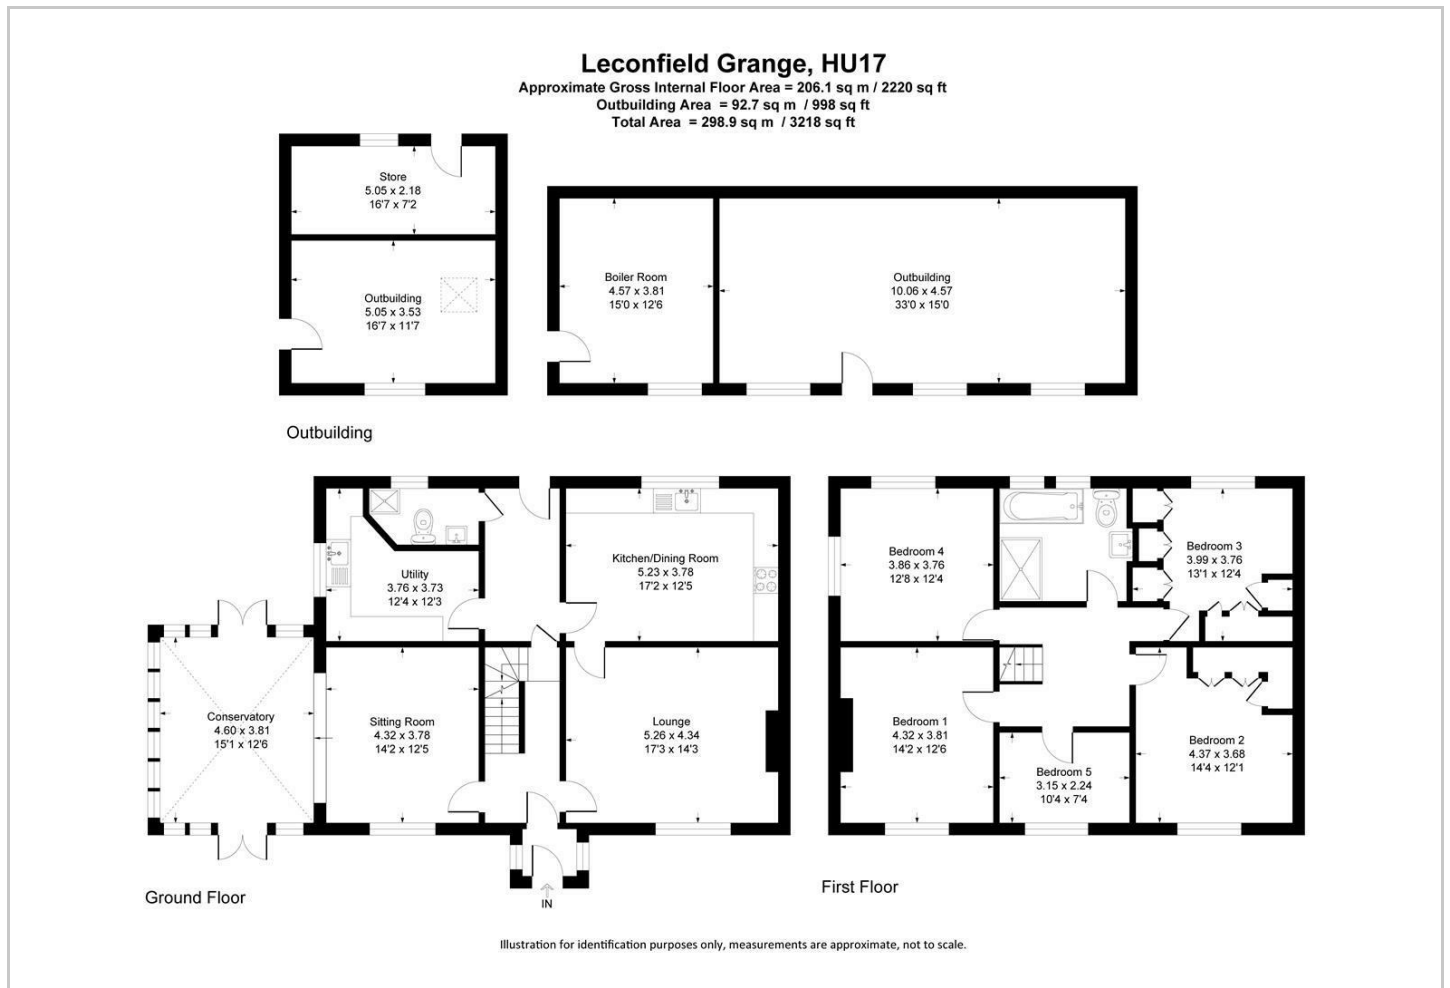 Leconfield Grange, HU17
Approximate Gross Internal Floor Area = 206.1 sq m / 2220 sq ft
Outbuilding Area = 92.7 sq m / 998 sq ft
Total Area = 298.9 sq m / 3218 sq ft
Store
5.05 x 2.18
16'7 x 7'2
Outbuilding
5.05 x 3.53
16'7 x 11'7
Boiler Room
4.57 x 3.81
15'0 x 12'6
Outbuilding
10.06 x 4.57
33'0 x 15'0
Outbuilding
Utility
3.76 x 3.73
12'4 x 12'3
Kitchen/Dining Room
5.23 x 3.78
17'2 x 12'5
Conservatory
4.60 x 3.81
15'1 x 12'6
Sitting Room
4.32 x 3.78
14'2 x 12'5
Lounge
5.26 x 4.34
17'3 x 14'3
IN
Ground Floor
Bedroom 4
3.86 x 3.76
12'8 x 12'4
Bedroom 3
3.99 x 3.76
13'1 x 12'4
Bedroom 1
4.32 x 3.81
14'2 x 12'6
Bedroom 5
3.15 x 2.24
10'4 x 7'4
Bedroom 2
4.37 x 3.68
14'4 x 12'1
First Floor
Illustration for identification purposes only, measurements are approximate, not to scale.